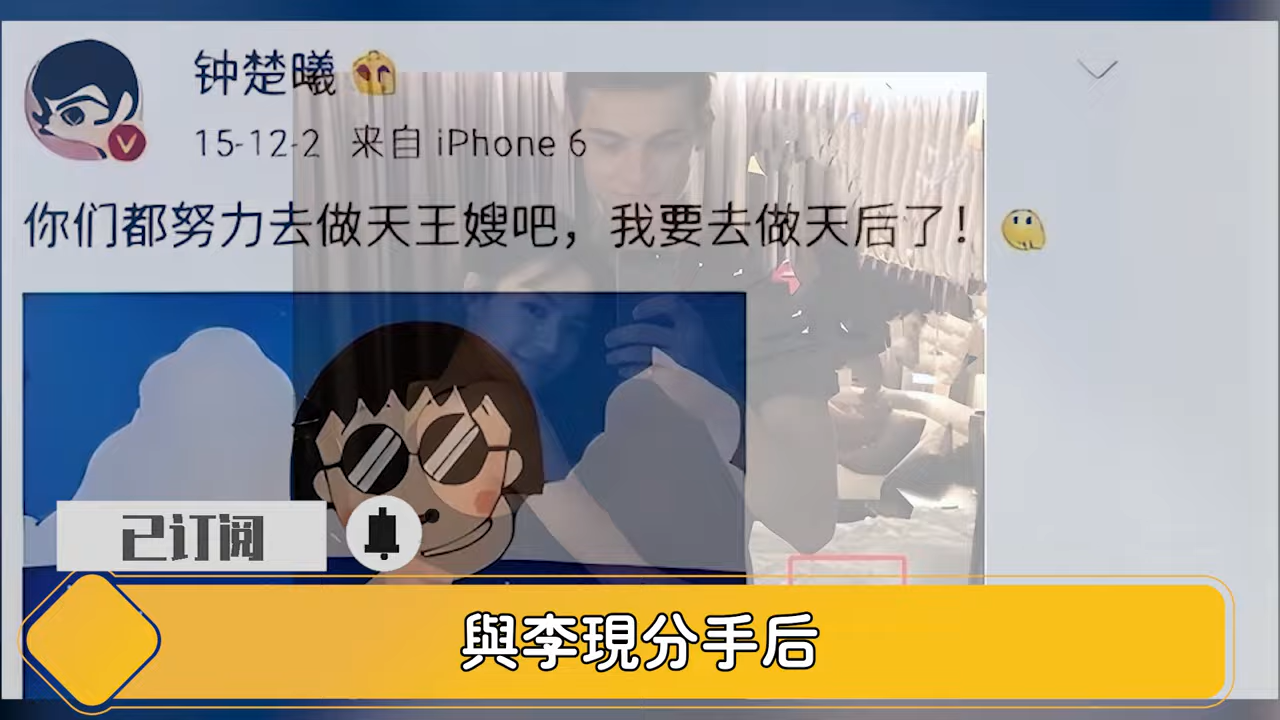 钟楚曦
15-12-2 来自 iPhone 6
你们都努力去做天王嫂吧，我要去做天后了！
已订阅
與李現分手后